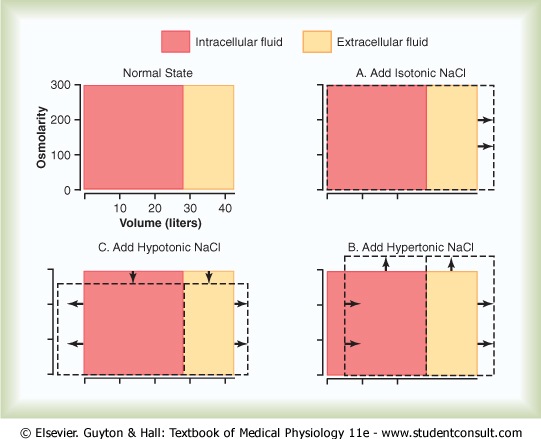 Intracellular fluid
Extracellular fluid
Normal State
A. Add Isotonic NaCl
300
200
100
0
Osmolarity
10 20 30 40
Volume (liters)
C. Add Hypotonic NaCl
B. Add Hypertonic NaCl
© Elsevier. Guyton & Hall: Textbook of Medical Physiology 11e - www.studentconsult.com